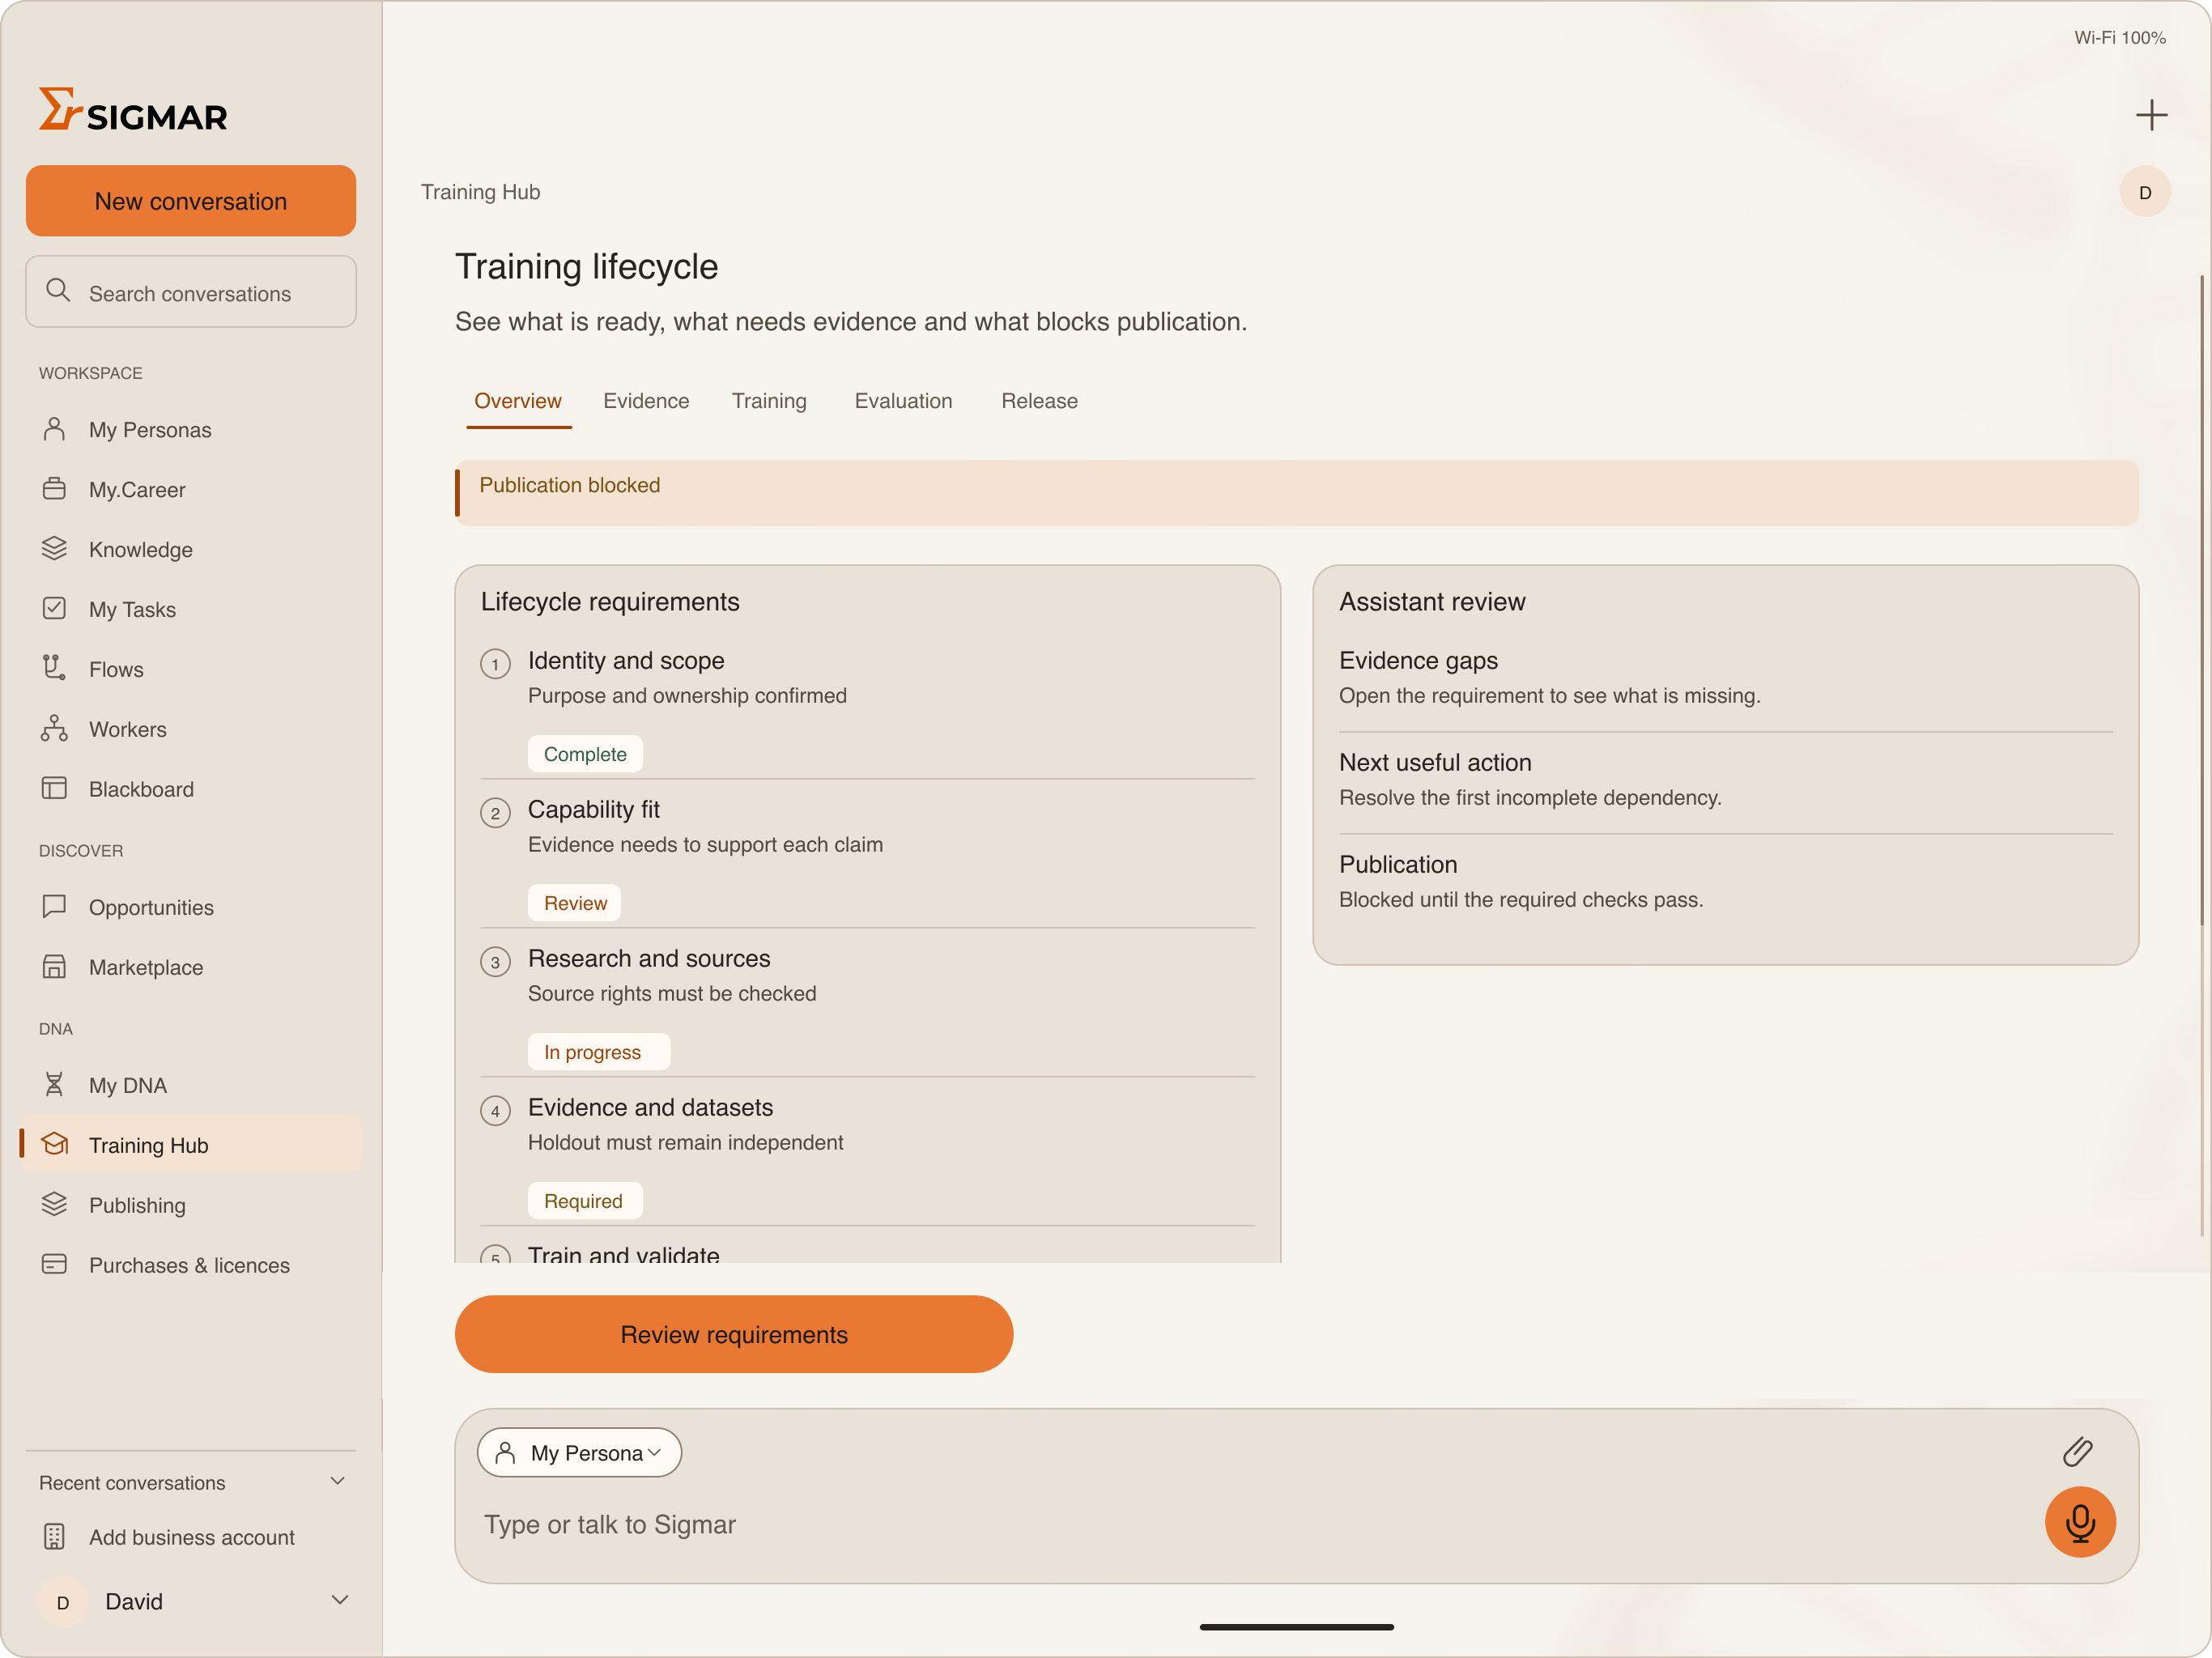 Wi-Fi 100%
Σr SIGMAR
New conversation
Search conversations
WORKSPACE
My Personas
My.Career
Knowledge
My Tasks
Flows
Workers
Blackboard
DISCOVER
Opportunities
Marketplace
DNA
My DNA
Training Hub
Publishing
Purchases & licences
Recent conversations
Add business account
D
David
Training Hub
D
Training lifecycle
See what is ready, what needs evidence and what blocks publication.
Overview
Evidence
Training
Evaluation
Release
Publication blocked
Lifecycle requirements
1
Identity and scope
Purpose and ownership confirmed
Complete
2
Capability fit
Evidence needs to support each claim
Review
3
Research and sources
Source rights must be checked
In progress
4
Evidence and datasets
Holdout must remain independent
Required
5
Train and validate
Assistant review
Evidence gaps
Open the requirement to see what is missing.
Next useful action
Resolve the first incomplete dependency.
Publication
Blocked until the required checks pass.
Review requirements
My Persona
Type or talk to Sigmar